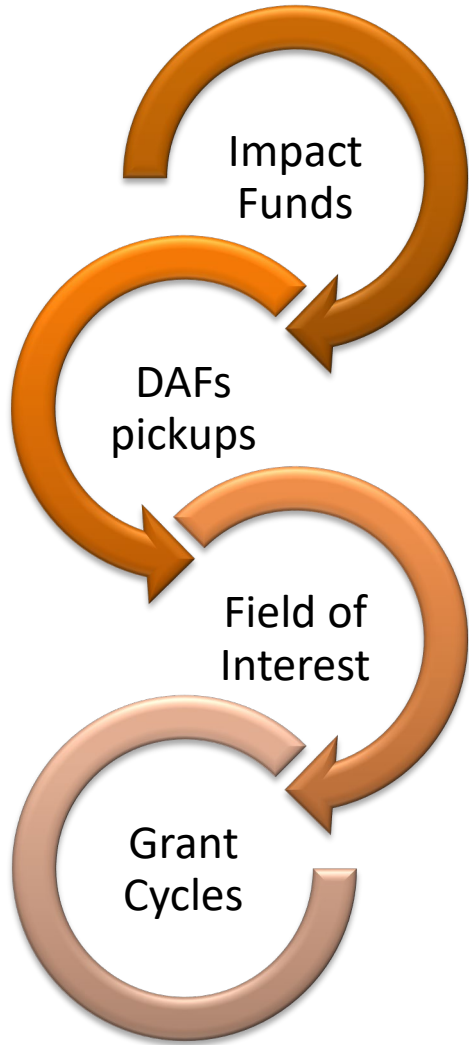 Impact
Funds
DAFs
pickups
Field of
Interest
Grant
Cycles